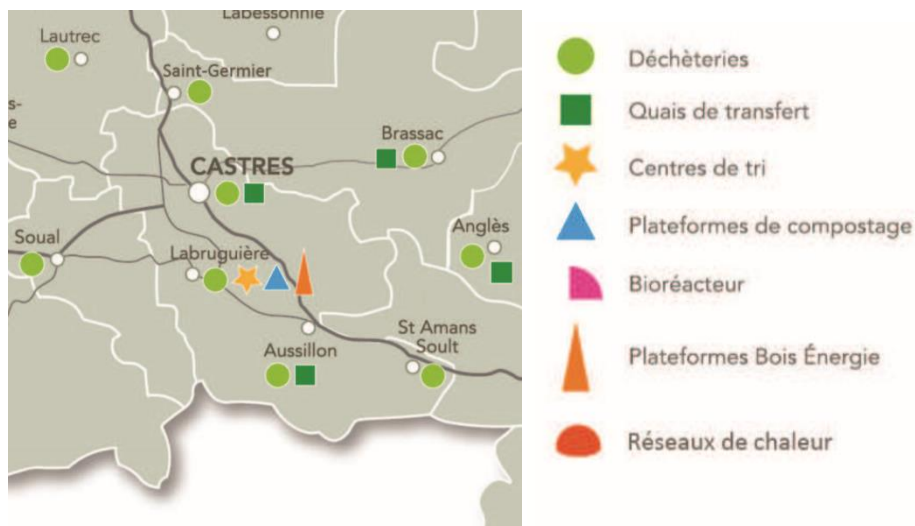 Labessonnie
Lautrec
Saint-Germier
s-
e
Brassac
CASTRES
Anglès
Soual
Labruguière
St Amans
Soult
Aussillon
Déchèteries
Quais de transfert
Centres de tri
Plateformes de compostage
Bioréacteur
Plateformes Bois Énergie
Réseaux de chaleur